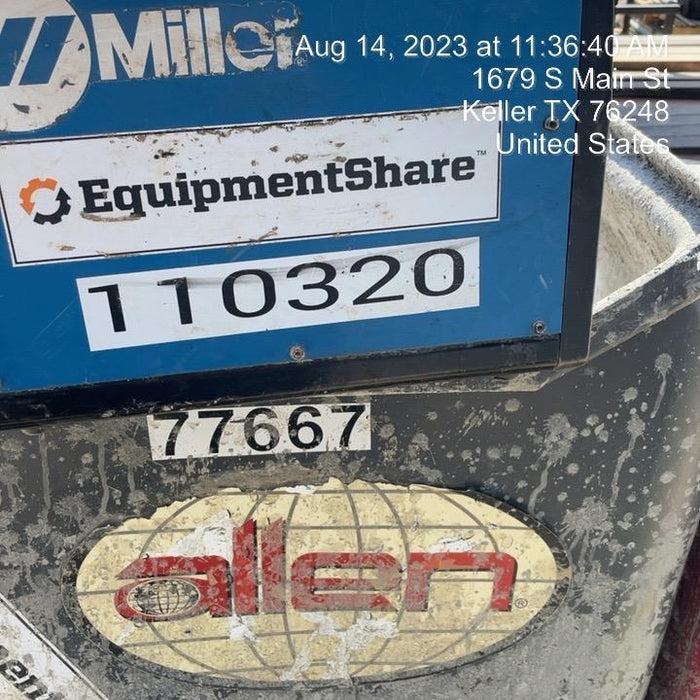 Miller®
Aug 14, 2023 at 11:36:40 AM
1679 S Main St
Keller TX 76248
United States
EquipmentShare™
110320
77667
allen®